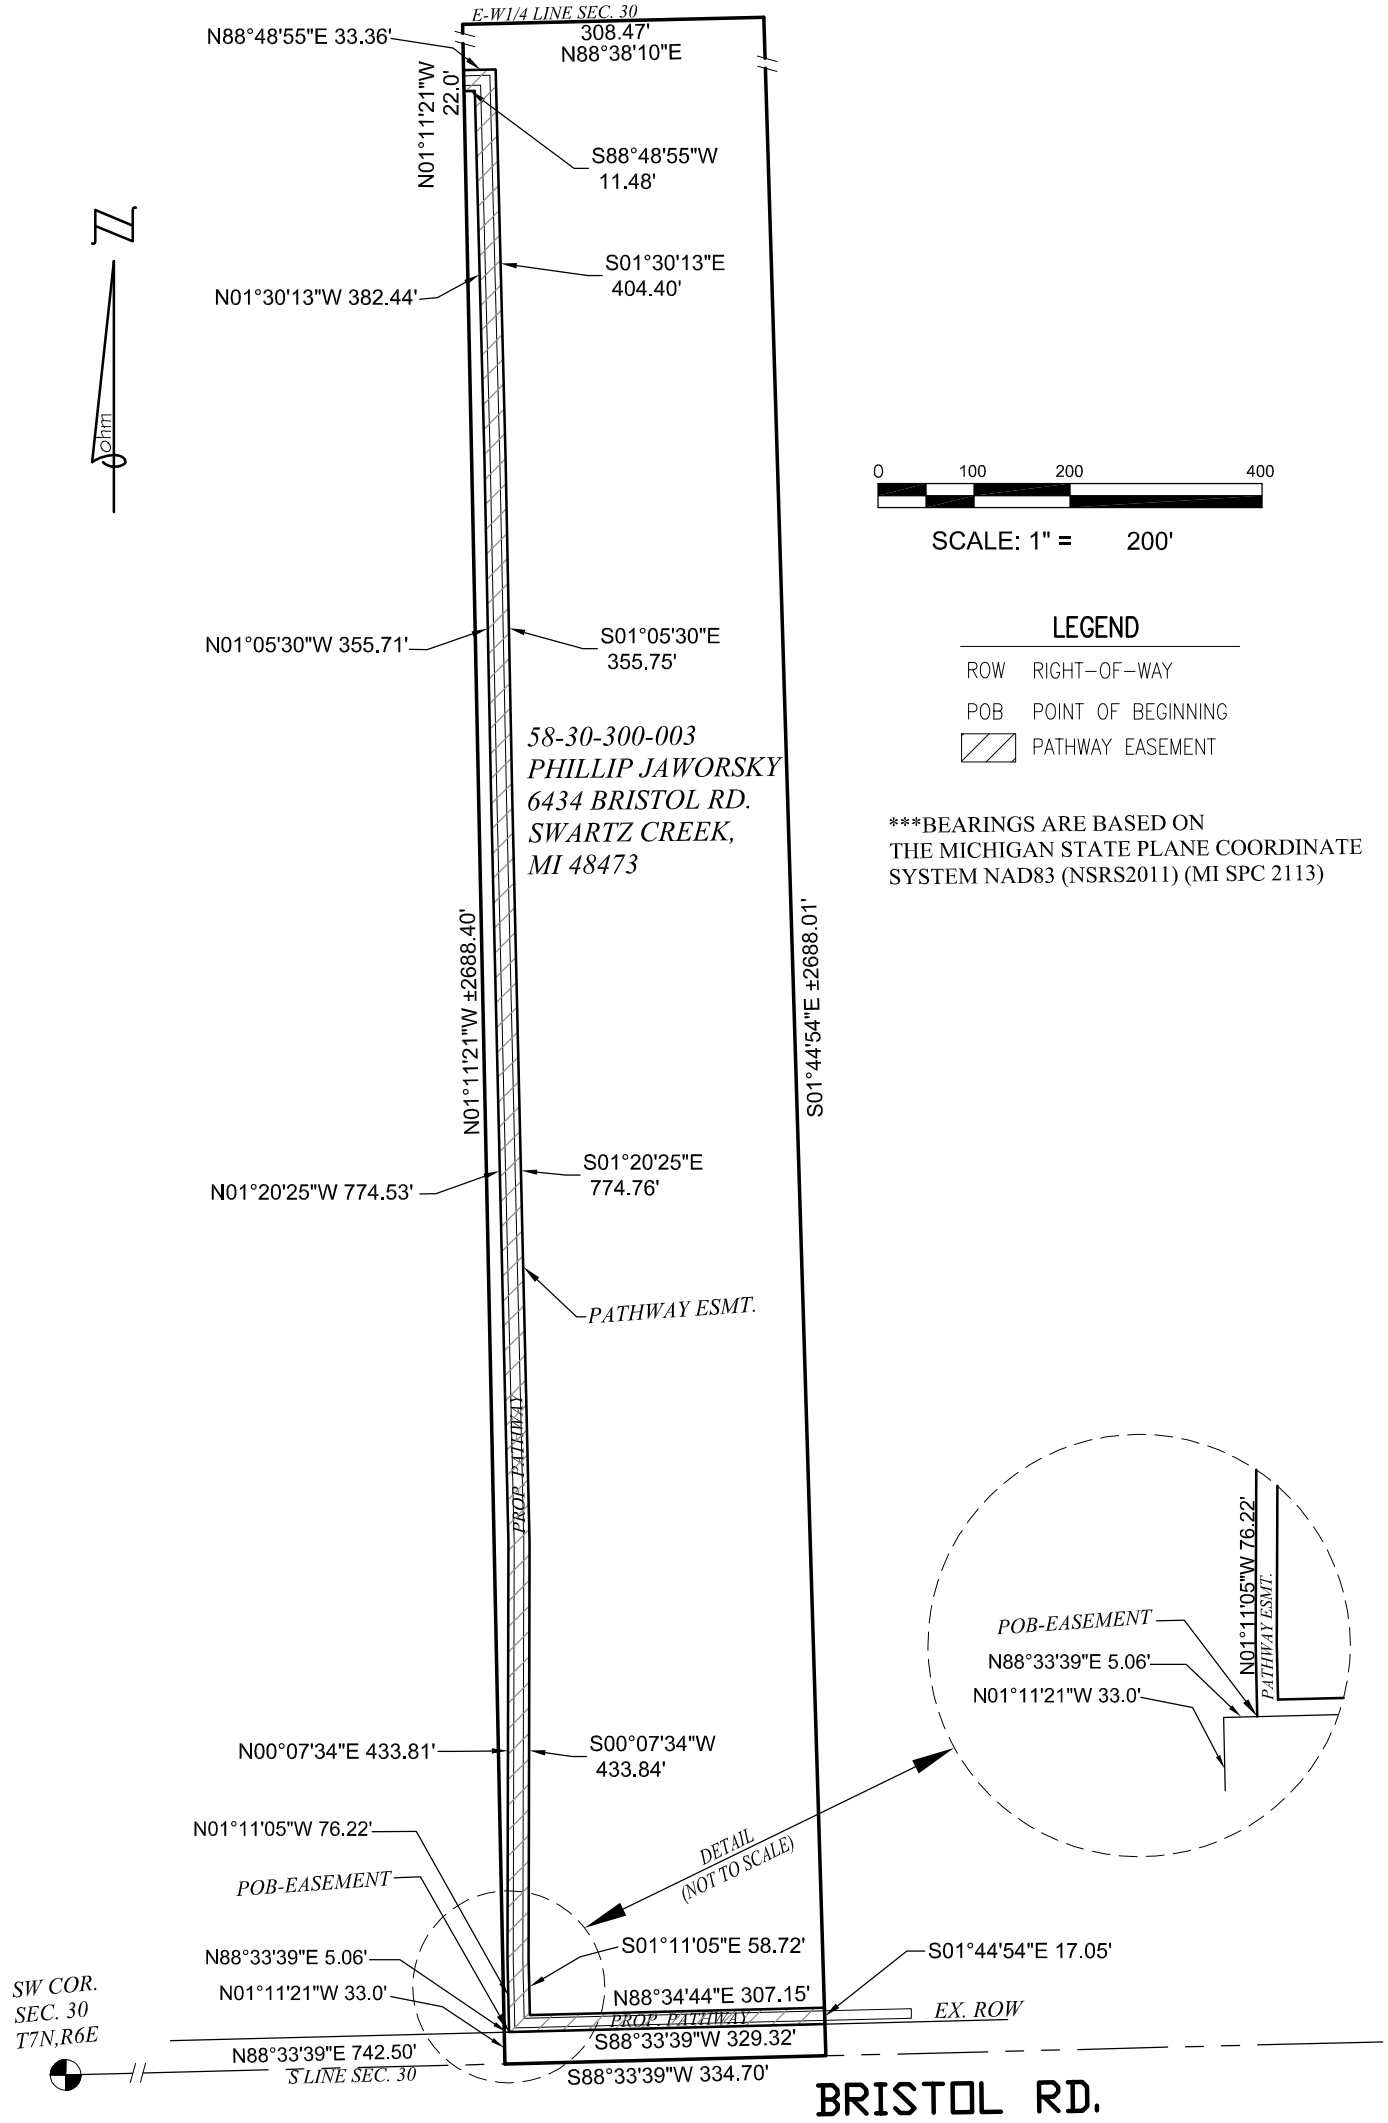 E-W1/4 LINE SEC. 30
308.47'
N88°38'10"E
N88°48'55"E 33.36'
N01°11'21"W
22.0'
S88°48'55"W
11.48'
S01°30'13"E
404.40'
N01°30'13"W 382.44'
ohm
0 100 200 400
SCALE: 1" = 200'
LEGEND
ROW RIGHT-OF-WAY
POB POINT OF BEGINNING
PATHWAY EASEMENT
N01°05'30"W 355.71'
S01°05'30"E
355.75'
58-30-300-003
PHILLIP JAWORSKY
6434 BRISTOL RD.
SWARTZ CREEK,
MI 48473
***BEARINGS ARE BASED ON
THE MICHIGAN STATE PLANE COORDINATE
SYSTEM NAD83 (NSRS2011) (MI SPC 2113)
N01°11'21"W ±2688.40'
S01°44'54"E ±2688.01'
N01°20'25"W 774.53'
S01°20'25"E
774.76'
PATHWAY ESMT.
PROP. PATHWAY
N01°11'05"W 76.22'
PATHWAY ESMT.
POB-EASEMENT
N88°33'39"E 5.06'
N01°11'21"W 33.0'
N00°07'34"E 433.81'
S00°07'34"W
433.84'
N01°11'05"W 76.22'
DETAIL
(NOT TO SCALE)
POB-EASEMENT
N88°33'39"E 5.06'
S01°11'05"E 58.72'
S01°44'54"E 17.05'
N01°11'21"W 33.0'
N88°34'44"E 307.15'
PROP. PATHWAY
EX. ROW
SW COR.
SEC. 30
T7N,R6E
S88°33'39"W 329.32'
N88°33'39"E 742.50'
S LINE SEC. 30
S88°33'39"W 334.70'
BRISTOL RD.
Z